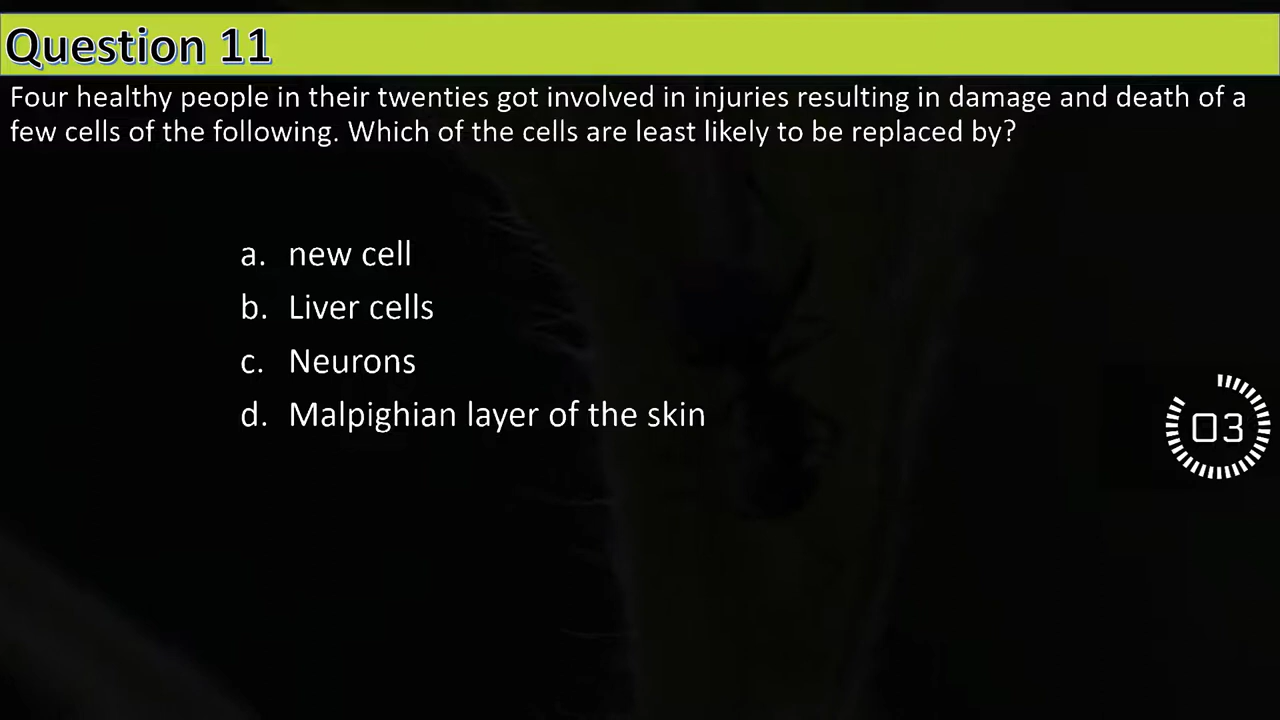 Question 11
Four healthy people in their twenties got involved in injuries resulting in damage and death of a
few cells of the following. Which of the cells are least likely to be replaced by?
a. new cell
b. Liver cells
c. Neurons
d. Malpighian layer of the skin
03